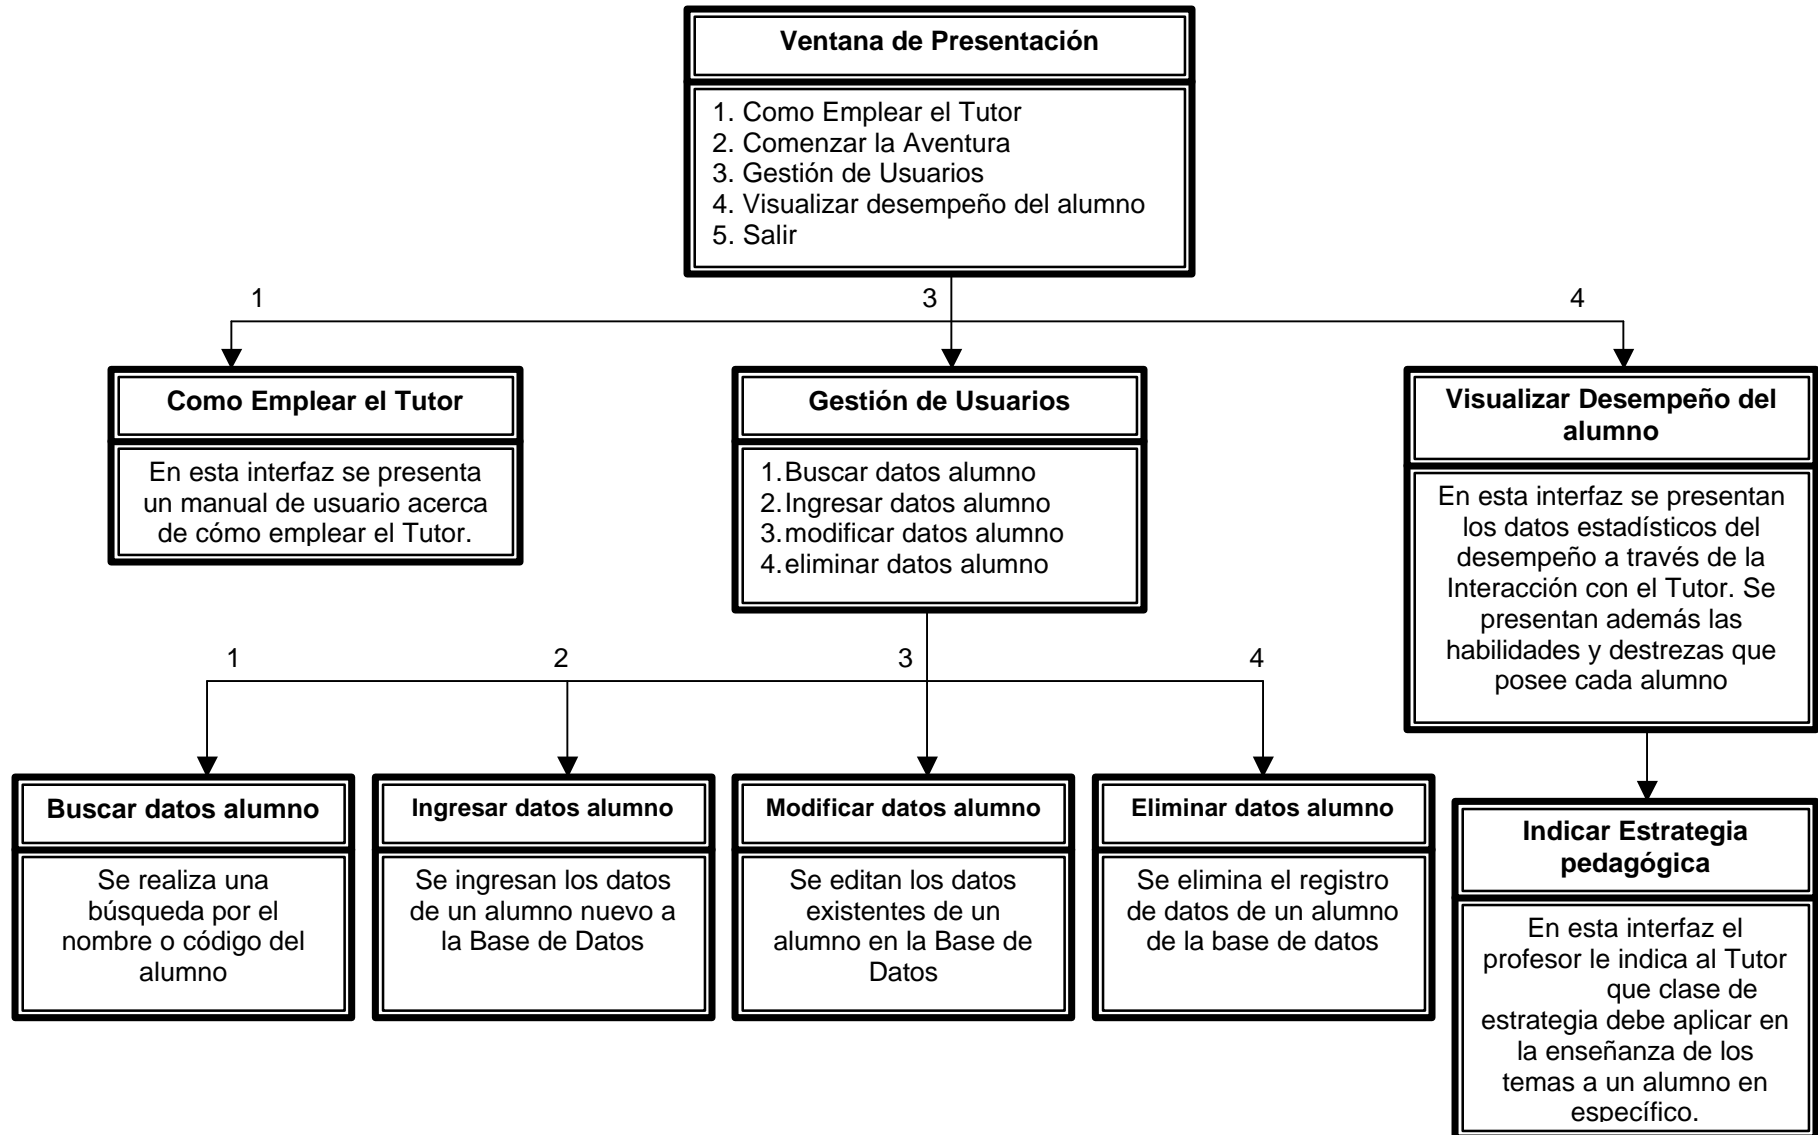 Ventana de Presentación
1. Como Emplear el Tutor
2. Comenzar la Aventura
3. Gestión de Usuarios
4. Visualizar desempeño del alumno
5. Salir
1
3
4
Como Emplear el Tutor
En esta interfaz se presenta
un manual de usuario acerca
de cómo emplear el Tutor.
Gestión de Usuarios
1.Buscar datos alumno
2.Ingresar datos alumno
3.modificar datos alumno
4.eliminar datos alumno
Visualizar Desempeño del
alumno
En esta interfaz se presentan
los datos estadísticos del
desempeño a través de la
Interacción con el Tutor. Se
presentan además las
habilidades y destrezas que
posee cada alumno
1
2
3
4
Buscar datos alumno
Se realiza una
búsqueda por el
nombre o código del
alumno
Ingresar datos alumno
Se ingresan los datos
de un alumno nuevo a
la Base de Datos
Modificar datos alumno
Se editan los datos
existentes de un
alumno en la Base de
Datos
Eliminar datos alumno
Se elimina el registro
de datos de un alumno
de la base de datos
Indicar Estrategia
pedagógica
En esta interfaz el
profesor le indica al Tutor
que clase de
estrategia debe aplicar en
la enseñanza de los
temas a un alumno en
específico.